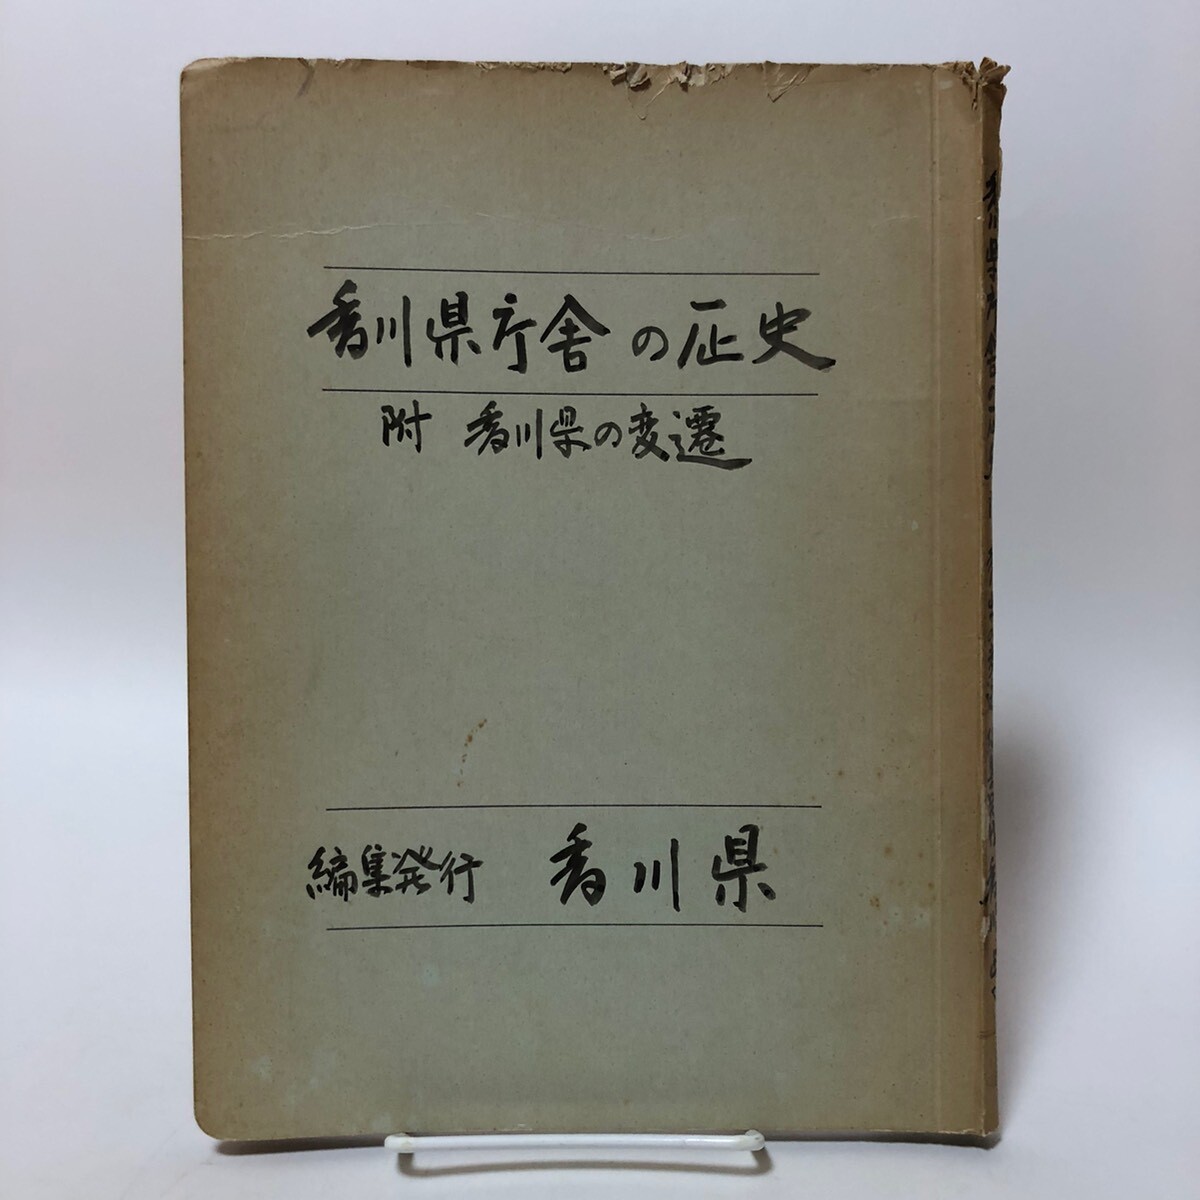 香川県庁舎の歴史
附 香川県の変遷
編集発行 香川県